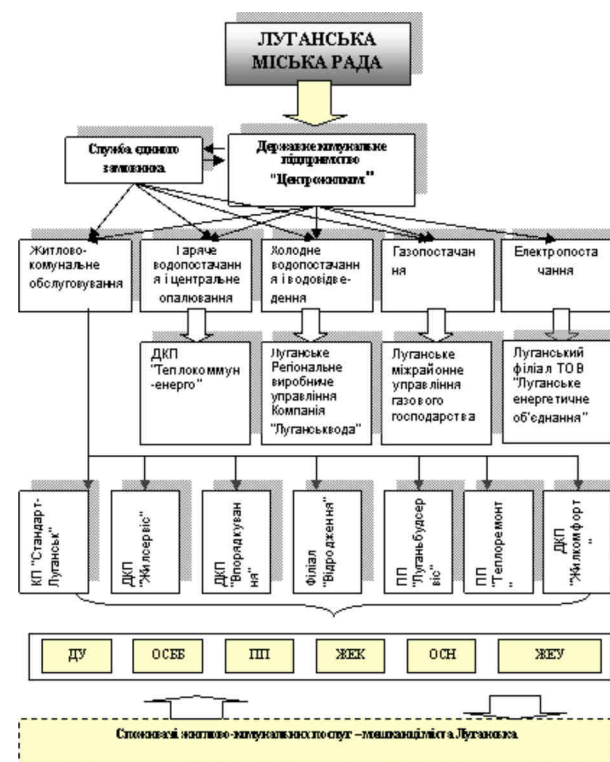 ЛУГАНСЬКА
МІСЬКА РАДА
Служба єдиного
замовника
Державне комунальне
підприємство
"Центрожитлком"
Житлово-
комунальне
обслуговування
Гаряче
водопостачанн
я і центральне
опалювання
Холодне
водопостачанн
я і водовідве-
дення
Газопостачан
ня
Електропоста
чання
ДКП
"Теплокоммун
-енерго"
Луганське
Регіональне
виробниче
управління
Компанія
"Луганськвода"
Луганське
міжрайонне
управління
газового
господарства
Луганський
філіал ТОВ
"Луганське
енергетичне
об'єднання"
КП "Стандарт-
Луганськ"
ДКП
"Жилсервіс"
ДКП
"Впорядкуван
ня"
Філіал
"Відродження"
ПП
"Луганьбудсер
віс"
ПП
"Теплоремонт
"
ДКП
"Жилкомфорт
"
ДУ
ОСББ
ПП
ЖЕК
ОСН
ЖЕУ
Споживачі житлово-комунальних послуг – мешканці міста Луганська